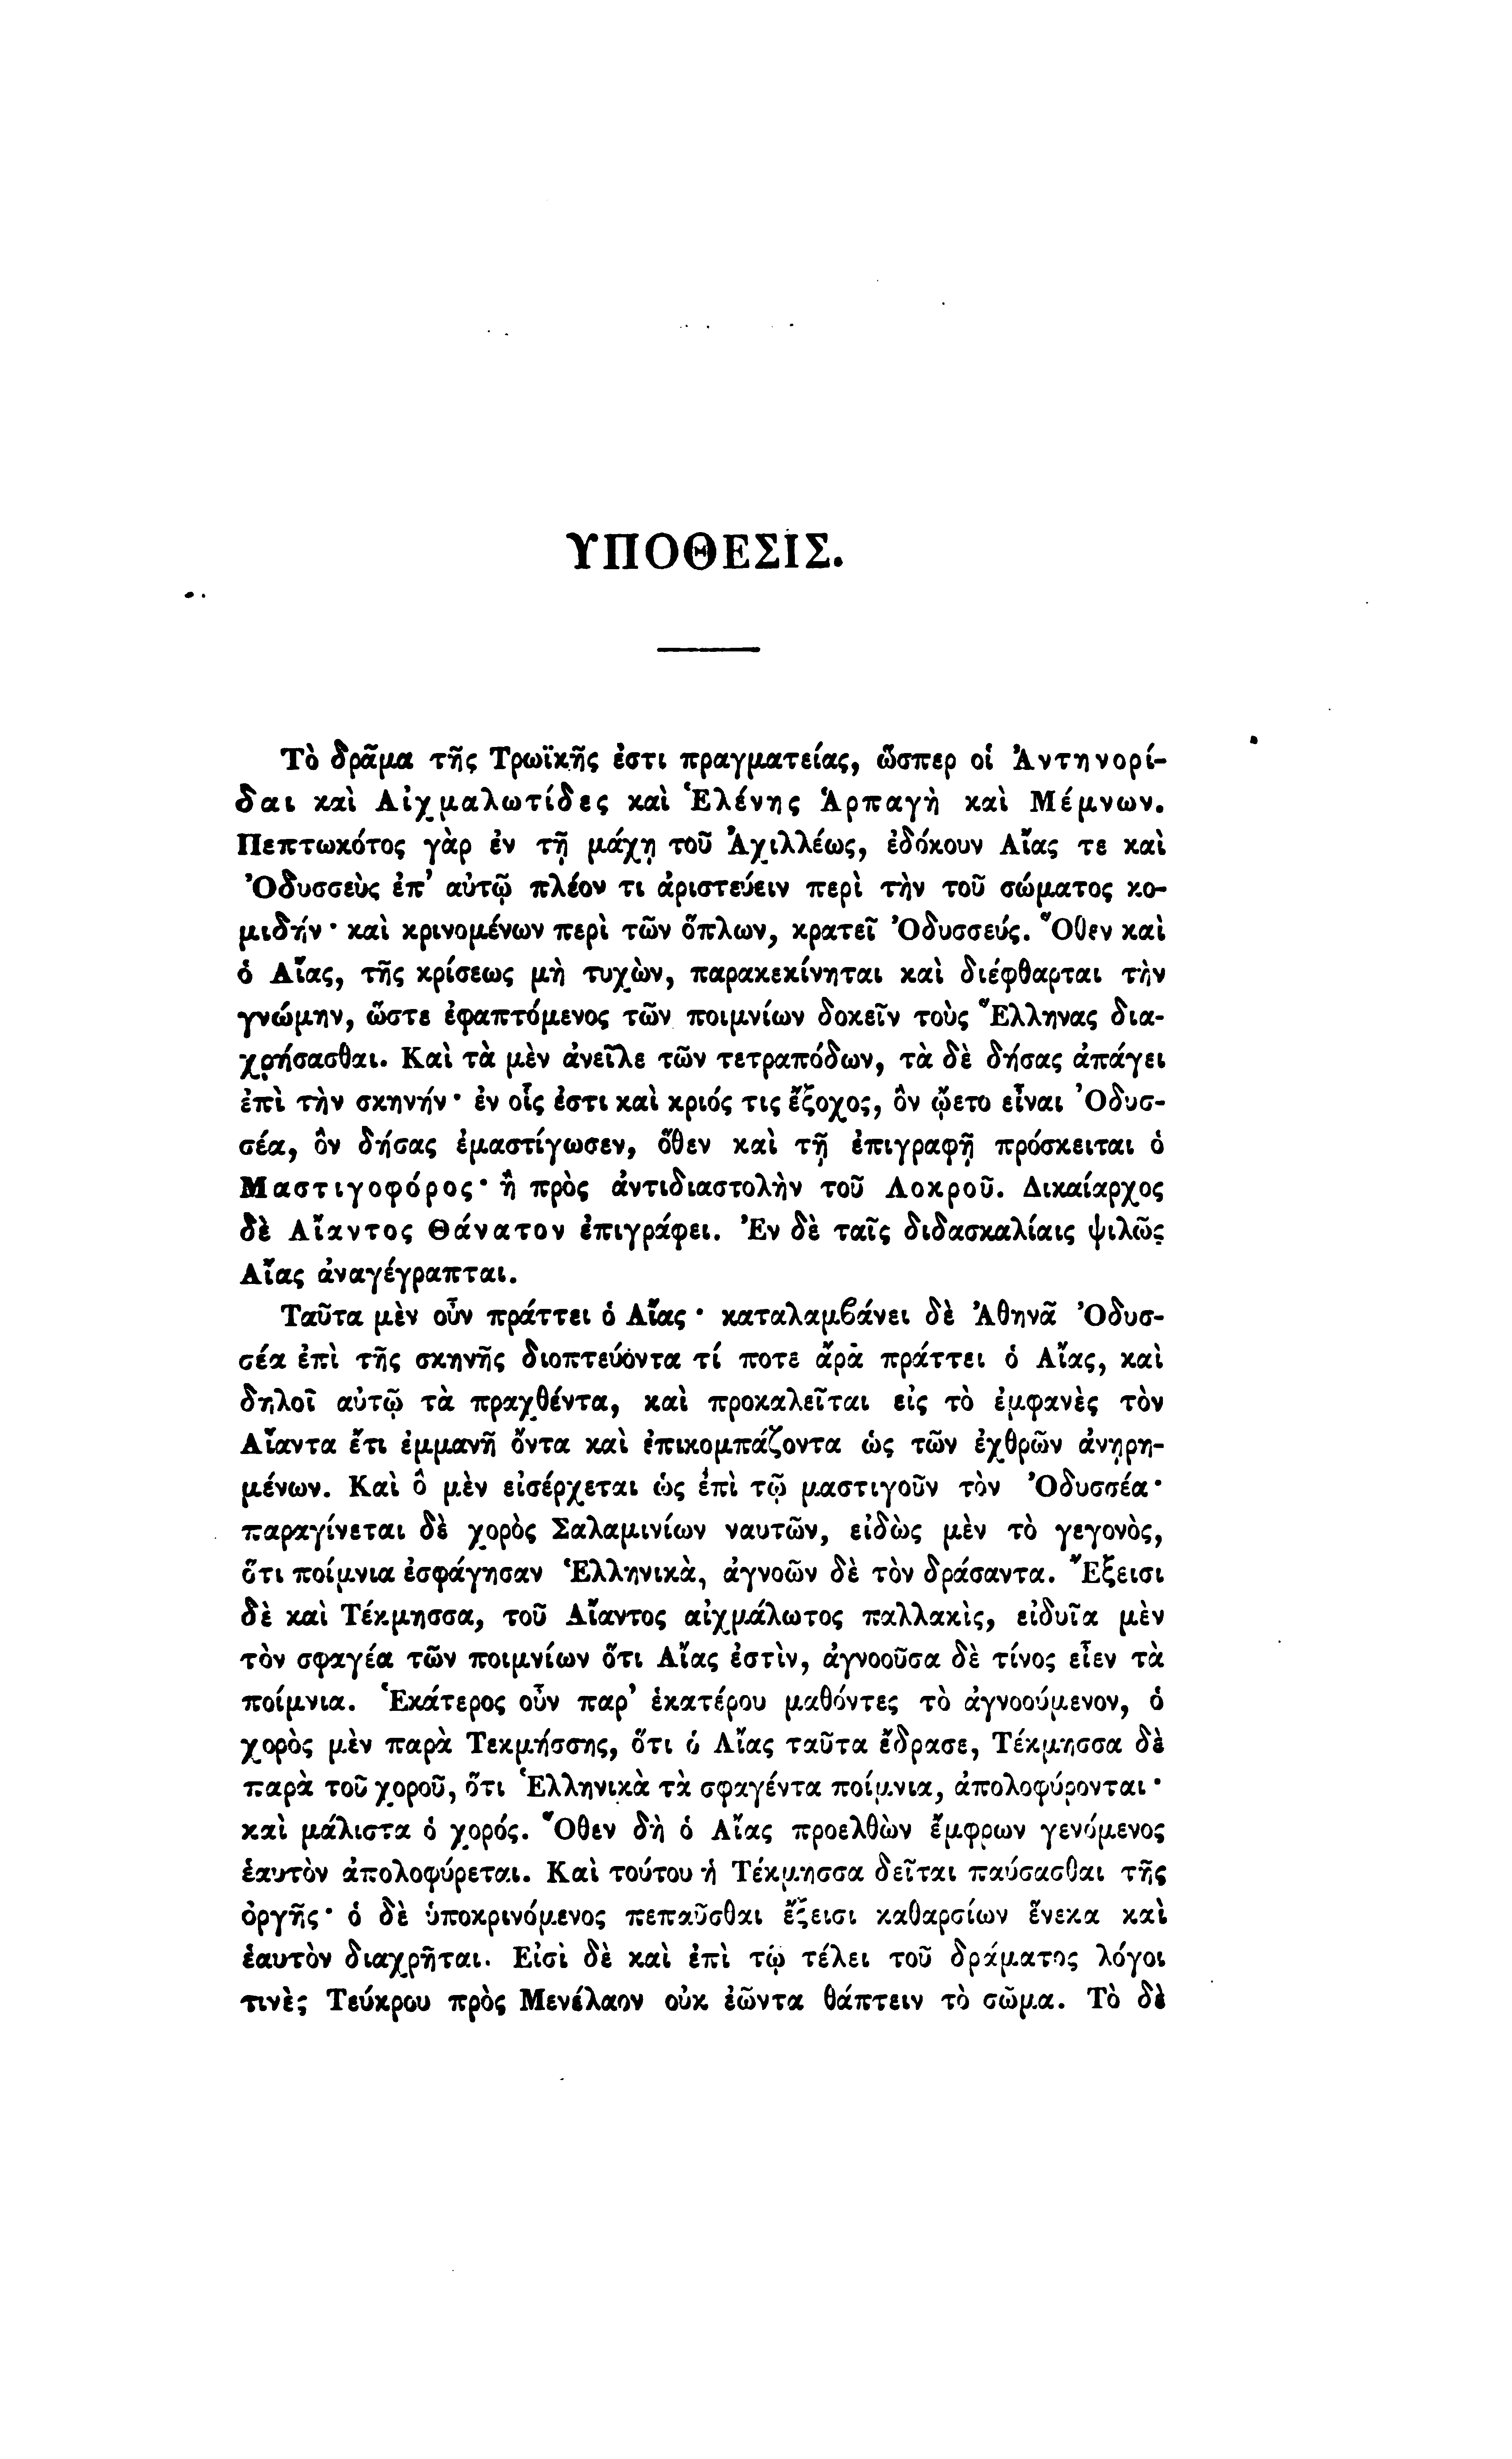 ΥΠΟΘΕΣΙΣ.
Τὸ δρᾶμα τῆς Τρωϊκῆς ἐστι πραγματείας, ὥσπερ οἱ Ἀντηνορί-
δαι καὶ Αἰχμαλωτίδες καὶ Ἑλένης Ἁρπαγὴ καὶ Μέμνων.
Πεπτωκότος γὰρ ἐν τῇ μάχῃ τοῦ Ἀχιλλέως, ἐδόκουν Αἴας τε καὶ
Ὀδυσσεὺς ἐπ’ αὐτῷ πλέον τι ἀριστεύειν περὶ τὴν τοῦ σώματος κο-
μιδήν · καὶ κρινομένων περὶ τῶν ὅπλων, κρατεῖ Ὀδυσσεύς. Ὅθεν καὶ
ὁ Αἴας, τῆς κρίσεως μὴ τυχὼν, παρακεκίνηται καὶ διέφθαρται τὴν
γνώμην, ὥστε ἐφαπτόμενος τῶν ποιμνίων δοκεῖν τοὺς Ἕλληνας δια-
χρήσασθαι. Καὶ τὰ μὲν ἀνεῖλε τῶν τετραπόδων, τὰ δὲ δήσας ἀπάγει
ἐπὶ τὴν σκηνήν · ἐν οἷς ἐστι καὶ κριός τις ἔξοχος, ὃν ᾤετο εἶναι Ὀδυσ-
σέα, ὃν δήσας ἐμαστίγωσεν, ὅθεν καὶ τῇ ἐπιγραφῇ πρόσκειται ὁ
Μαστιγοφόρος · ἢ πρὸς ἀντιδιαστολὴν τοῦ Λοκροῦ. Δικαίαρχος
δὲ Αἴαντος Θάνατον ἐπιγράφει. Ἐν δὲ ταῖς διδασκαλίαις ψιλῶς
Αἴας ἀναγέγραπται.
Ταῦτα μὲν οὖν πράττει ὁ Αἴας · καταλαμϐάνει δὲ Ἀθηνᾶ Ὀδυσ-
σέα ἐπὶ τῆς σκηνῆς διοπτεύοντα τί ποτε ἄρα πράττει ὁ Αἴας, καὶ
δηλοῖ αὐτῷ τὰ πραχθέντα, καὶ προκαλεῖται εἰς τὸ ἐμφανὲς τὸν
Αἴαντα ἔτι ἐμμανῆ ὄντα καὶ ἐπικομπάζοντα ὡς τῶν ἐχθρῶν ἀνῃρη-
μένων. Καὶ ὃ μὲν εἰσέρχεται ὡς ἐπὶ τῷ μαστιγοῦν τὸν Ὀδυσσέα ·
παραγίνεται δὲ χορὸς Σαλαμινίων ναυτῶν, εἰδὼς μὲν τὸ γεγονὸς,
ὅτι ποίμνια ἐσφάγησαν Ἑλληνικὰ, ἀγνοῶν δὲ τὸν δράσαντα. Ἔξεισι
δὲ καὶ Τέκμησσα, τοῦ Αἴαντος αἰχμάλωτος παλλακὶς, εἰδυῖα μὲν
τὸν σφαγέα τῶν ποιμνίων ὅτι Αἴας ἐστὶν, ἀγνοοῦσα δὲ τίνος εἶεν τὰ
ποίμνια. Ἑκάτερος οὖν παρ’ ἑκατέρου μαθόντες τὸ ἀγνοούμενον, ὁ
χορὸς μὲν παρὰ Τεκμήσσης, ὅτι ὁ Αἴας ταῦτα ἔδρασε, Τέκμησσα δὲ
παρὰ τοῦ χοροῦ, ὅτι Ἑλληνικὰ τὰ σφαγέντα ποίμνια, ἀπολοφύρονται ·
καὶ μάλιστα ὁ χορός. Ὅθεν δὴ ὁ Αἴας προελθὼν ἔμφρων γενόμενος
ἑαυτὸν ἀπολοφύρεται. Καὶ τούτου ἡ Τέκμησσα δεῖται παύσασθαι τῆς
ὀργῆς · ὁ δὲ ὑποκρινόμενος πεπαῦσθαι ἔξεισι καθαρσίων ἕνεκα καὶ
ἑαυτὸν διαχρῆται. Εἰσὶ δὲ καὶ ἐπὶ τῷ τέλει τοῦ δράματος λόγοι
τινὲς Τεύκρου πρὸς Μενέλαον οὐκ ἐῶντα θάπτειν τὸ σῶμα. Τὸ δὲ